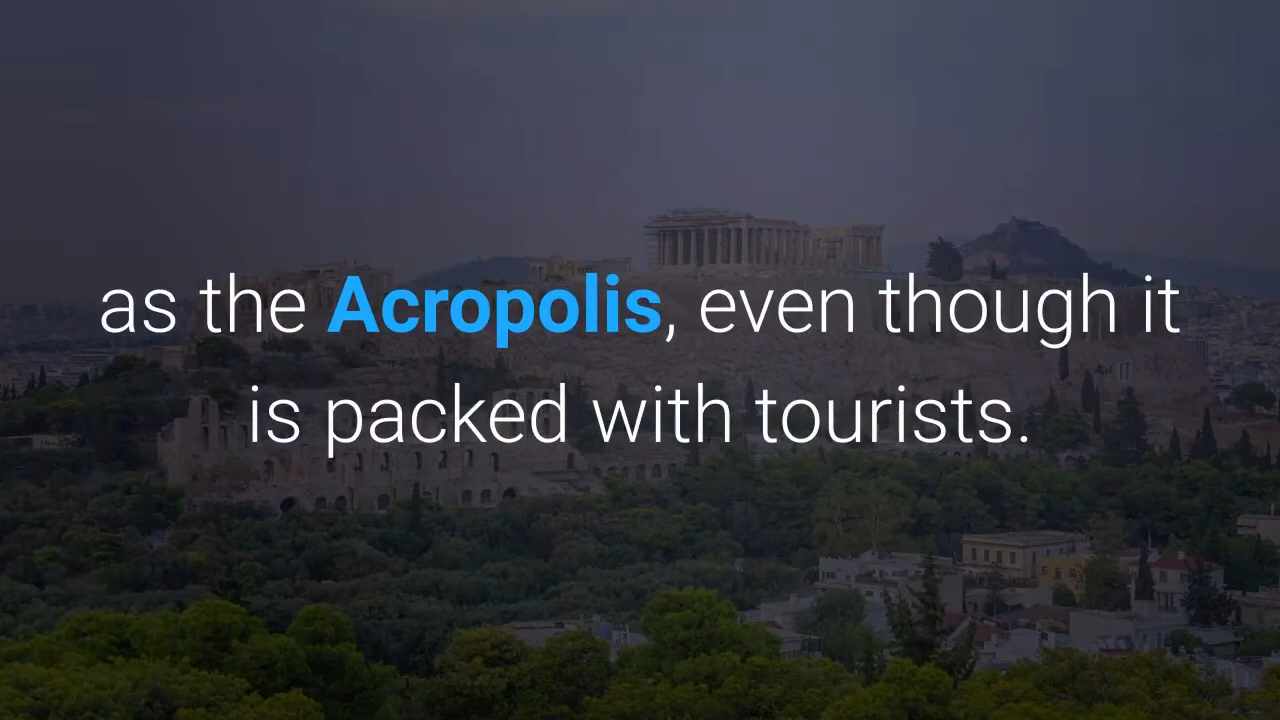 as the Acropolis, even though it
is packed with tourists.